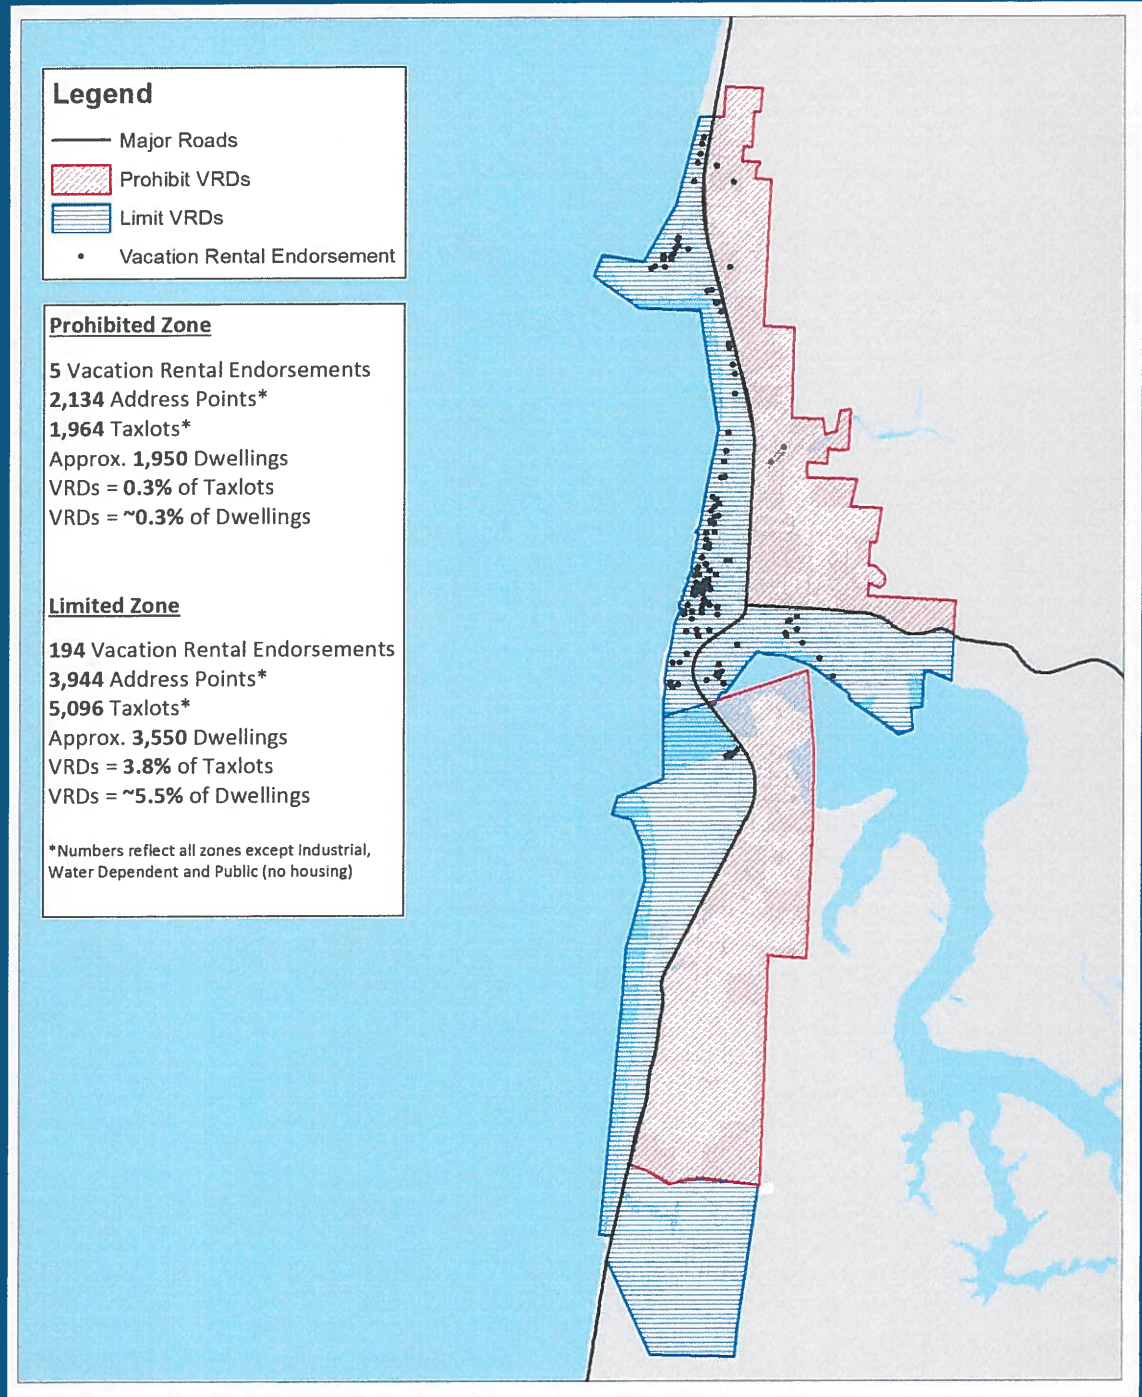 Legend
Major Roads
Prohibit VRDs
Limit VRDs
Vacation Rental Endorsement
Prohibited Zone
5 Vacation Rental Endorsements
2,134 Address Points*
1,964 Taxlots*
Approx. 1,950 Dwellings
VRDs = 0.3% of Taxlots
VRDs = ~0.3% of Dwellings
Limited Zone
194 Vacation Rental Endorsements
3,944 Address Points*
5,096 Taxlots*
Approx. 3,550 Dwellings
VRDs = 3.8% of Taxlots
VRDs = ~5.5% of Dwellings
*Numbers reflect all zones except Industrial,
Water Dependent and Public (no housing)